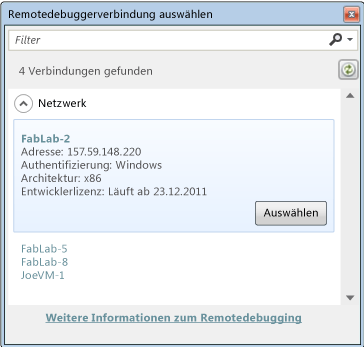 Remotedebuggerverbindung auswählen
Filter
4 Verbindungen gefunden
Netzwerk
FabLab-2
Adresse: 157.59.148.220
Authentifizierung: Windows
Architektur: x86
Entwicklerlizenz: Läuft ab 23.12.2011
Auswählen
FabLab-5
FabLab-8
JoeVM-1
Weitere Informationen zum Remotedebugging